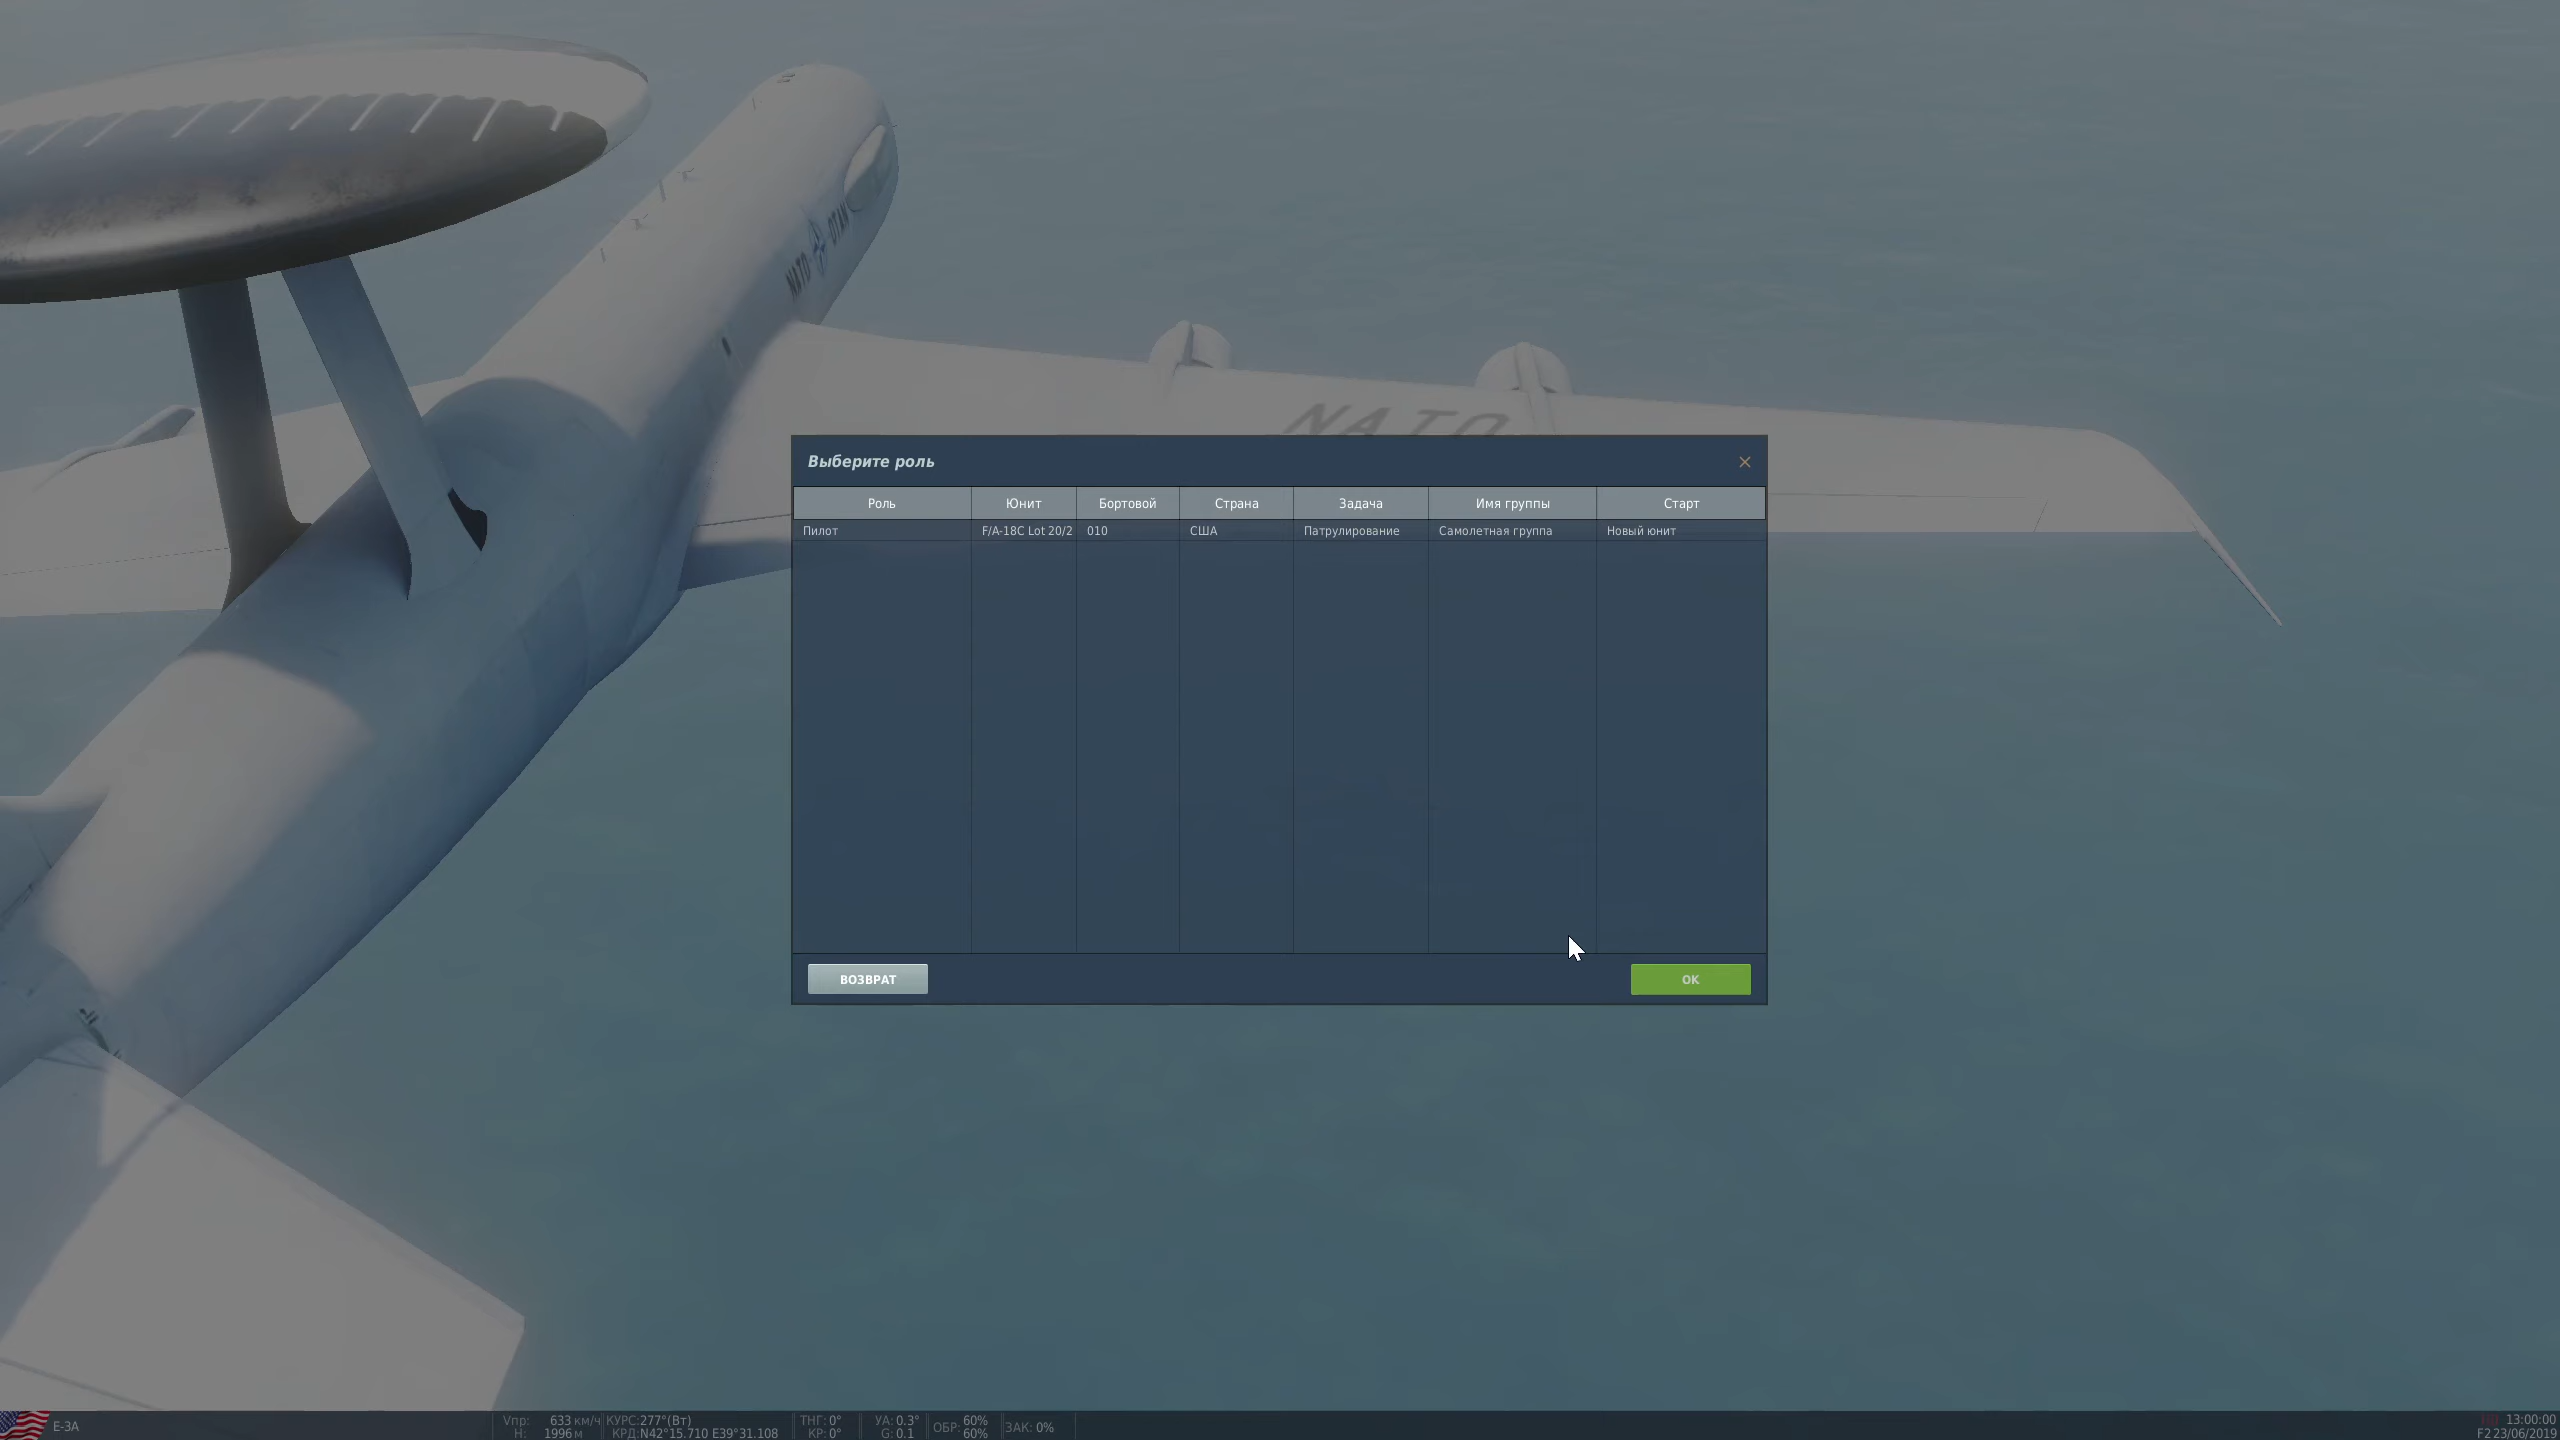 NATO OTAN
NATO
Выберите роль
Роль Юнит Бортовой Страна Задача Имя группы Старт
Пилот F/A-18C Lot 20/2 010 США Патрулирование Самолетная группа Новый юнит
ВОЗВРАТ OK
E-3A
Vпр: 633 км/ч КУРС:277°(Вт) ТНГ: 0° УА: 0.3° ОБР: 60% ЗАК: 0% 13:00:00
H: 1996 м КРД:N42°15.710 E39°31.108 КР: 0° G: 0.1 60% F2 23/06/2019